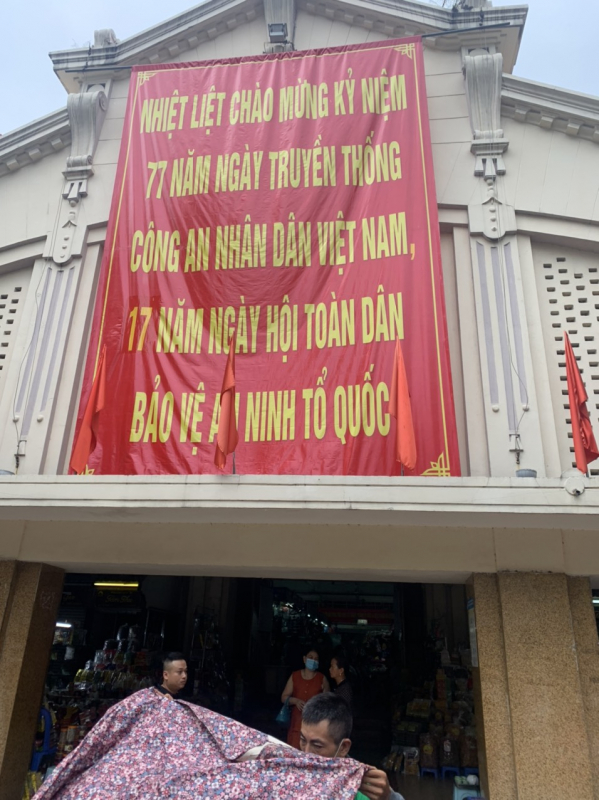 NHIỆT LIỆT CHÀO MỪNG KỶ NIỆM
77 NĂM NGÀY TRUYỀN THỐNG
CÔNG AN NHÂN DÂN VIỆT NAM,
17 NĂM NGÀY HỘI TOÀN DÂN
BẢO VỆ AN NINH TỔ QUỐC